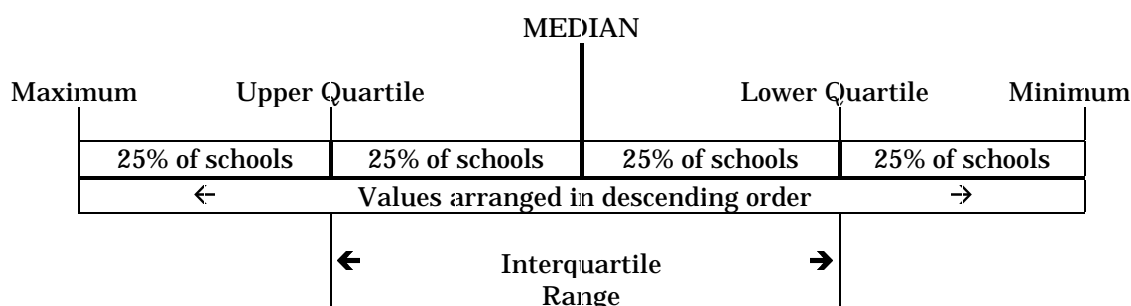 MEDIAN
Maximum Upper Quartile Lower Quartile Minimum
25% of schools 25% of schools 25% of schools 25% of schools
← Values arranged in descending order →
← Interquartile →
Range